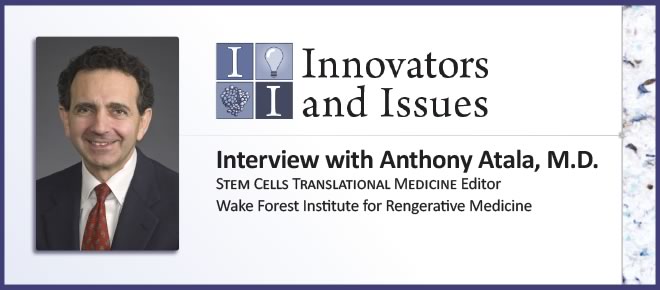 I
I
Innovators
and Issues
Interview with Anthony Atala, M.D.
STEM CELLS TRANSLATIONAL MEDICINE Editor
Wake Forest Institute for Rengerative Medicine